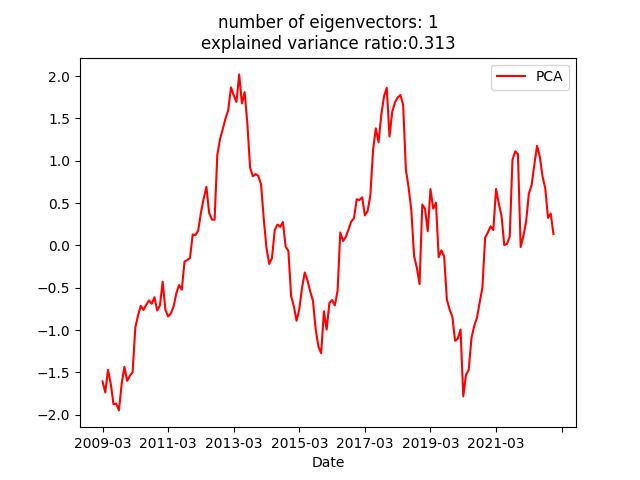 number of eigenvectors: 1
explained variance ratio:0.313
PCA
2.0
1.5
1.0
0.5
0.0
−0.5
−1.0
−1.5
−2.0
2009-03 2011-03 2013-03 2015-03 2017-03 2019-03 2021-03
Date